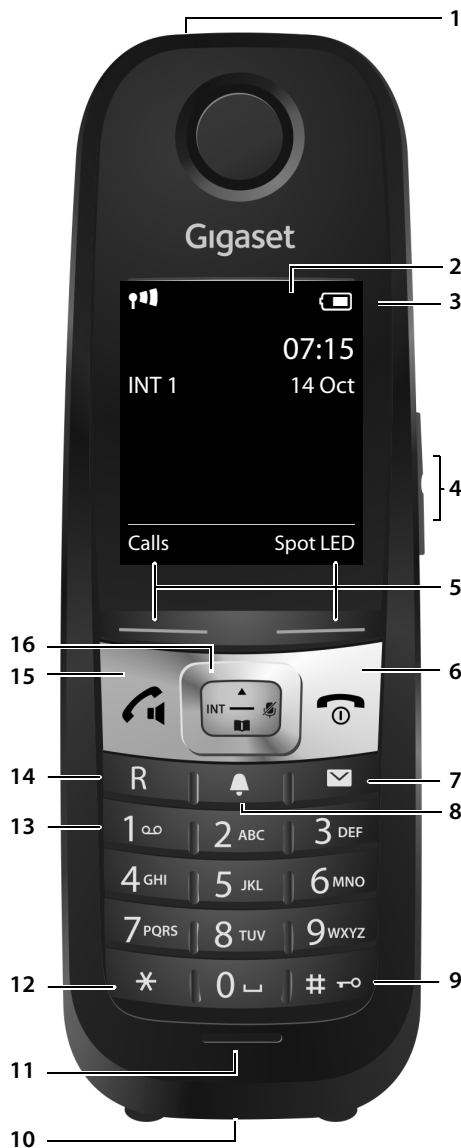 1
Gigaset
2
3
07:15
INT 1 14 Oct
4
Calls Spot LED
5
16
15
6
INT
14 R 7
8
13 1 2 ABC 3 DEF
4 GHI 5 JKL 6 MNO
7 PQRS 8 TUV 9 WXYZ
12 * 0 # 9
11
10